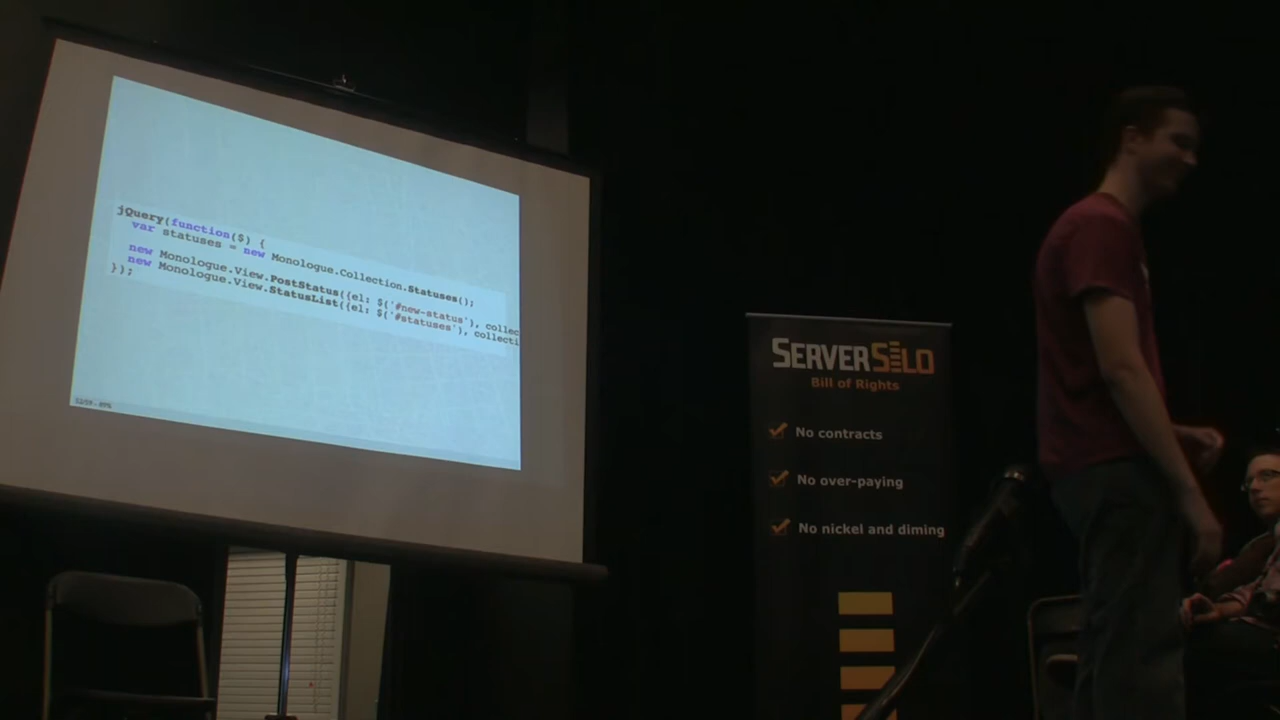 jQuery(function($) {
var statuses = new Monologue.Collection.Statuses();
new Monologue.View.PostStatus({el: $('#new-status'), collec
new Monologue.View.StatusList({el: $('#statuses'), collecti
});
SERVERSILO
Bill of Rights
No contracts
No over-paying
No nickel and diming